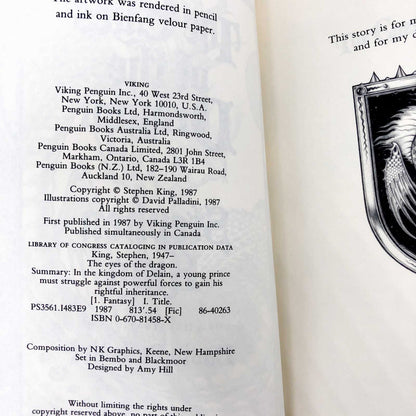 The artwork was rendered in pencil
and ink on Bienfang velour paper.
VIKING
Viking Penguin Inc., 40 West 23rd Street,
New York, New York 10010, U.S.A.
Penguin Books Ltd, Harmondsworth,
Middlesex, England
Penguin Books Australia Ltd, Ringwood,
Victoria, Australia
Penguin Books Canada Limited, 2801 John Street,
Markham, Ontario, Canada L3R 1B4
Penguin Books (N.Z.) Ltd, 182–190 Wairau Road,
Auckland 10, New Zealand
Copyright © Stephen King, 1987
Illustrations copyright © David Palladini, 1987
All rights reserved
First published in 1987 by Viking Penguin Inc.
Published simultaneously in Canada
LIBRARY OF CONGRESS CATALOGING IN PUBLICATION DATA
King, Stephen, 1947–
The eyes of the dragon.
Summary: In the kingdom of Delain, a young prince
must struggle against powerful forces to gain his
rightful inheritance.
[1. Fantasy] I. Title.
PS3561.I483E9 1987 813'.54 [Fic] 86-40263
ISBN 0-670-81458-X
Composition by NK Graphics, Keene, New Hampshire
Set in Bembo and Blackmoor
Designed by Amy Hill
Without limiting the rights under
copyright reserved above, no part of this
This story is for
and for my